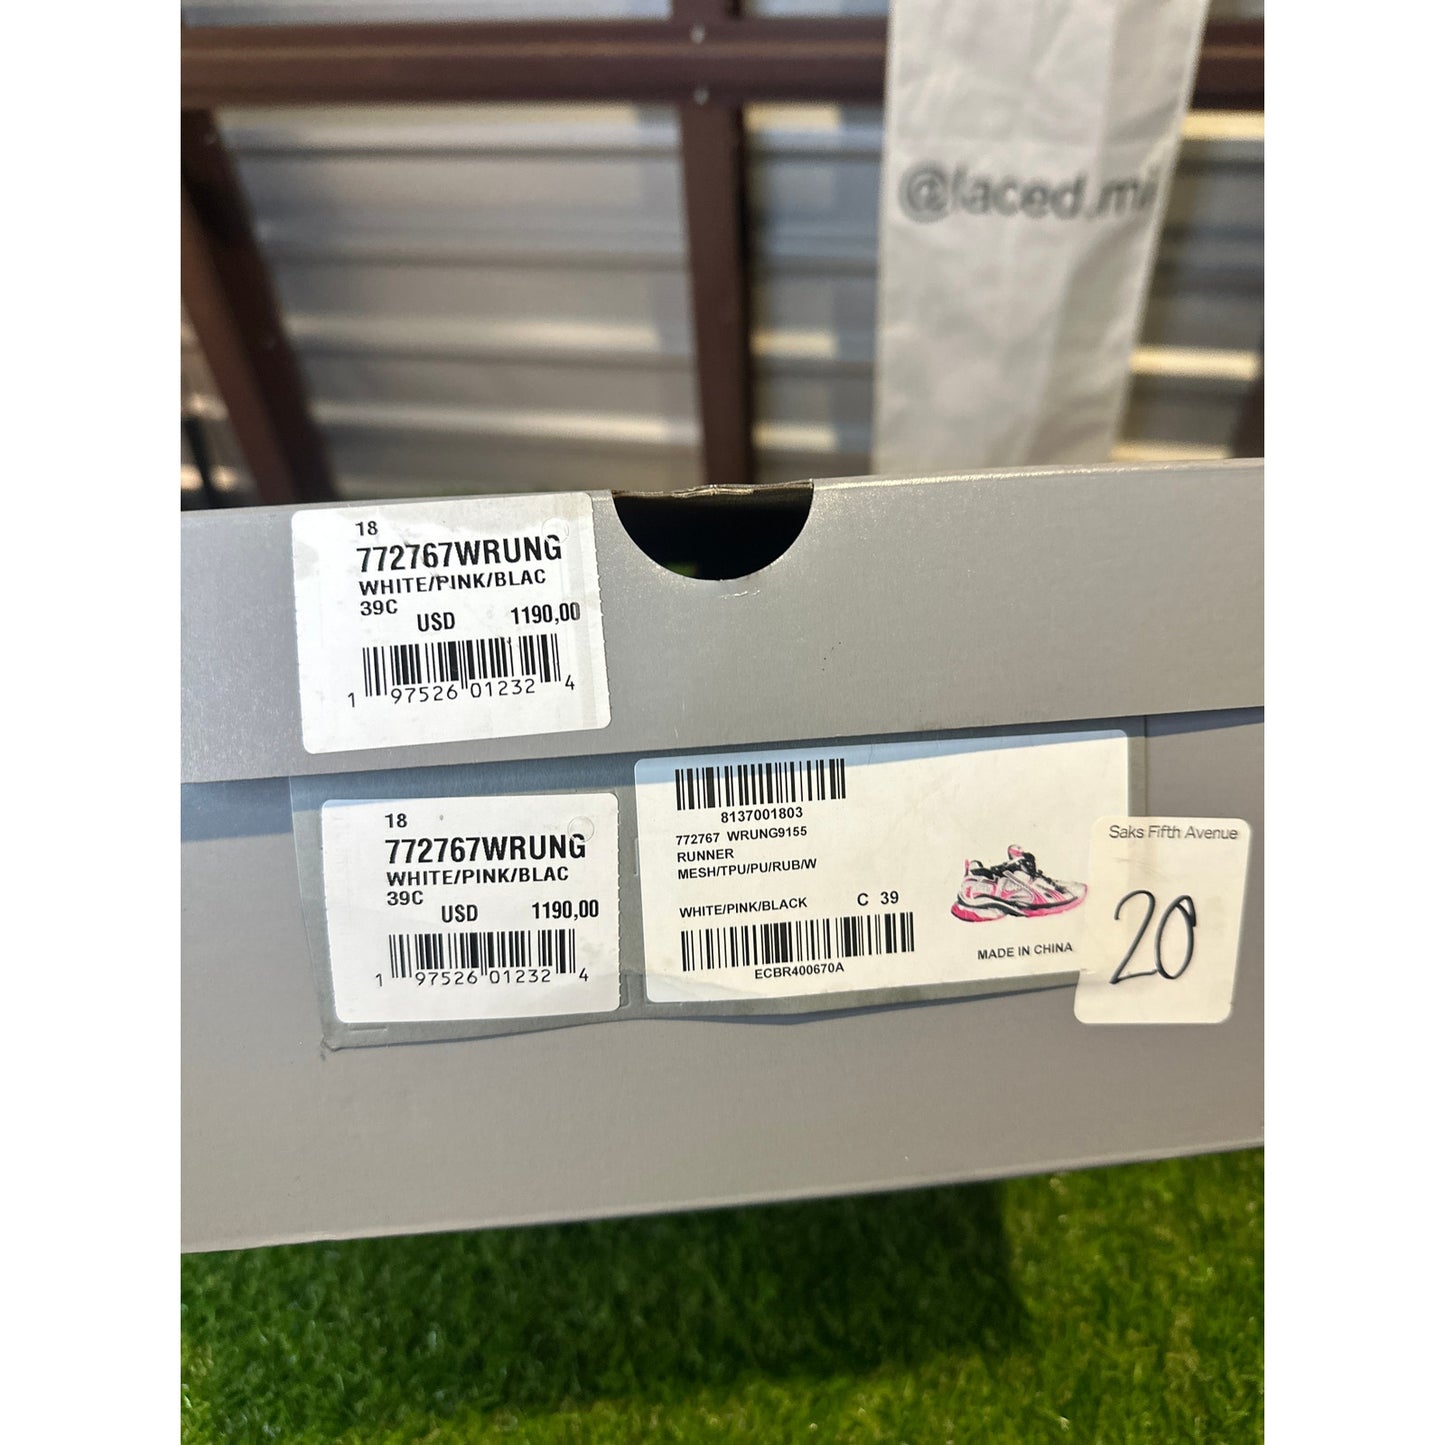 18
772767WRUNG
WHITE/PINK/BLAC
39C
USD 1190,00
1 97526 01232 4
18
772767WRUNG
WHITE/PINK/BLAC
39C
USD 1190,00
1 97526 01232 4
8137001803
772767 WRUNG9155
RUNNER
MESH/TPU/PU/RUB/W
WHITE/PINK/BLACK C 39
ECBR400670A
MADE IN CHINA
Saks Fifth Avenue
20